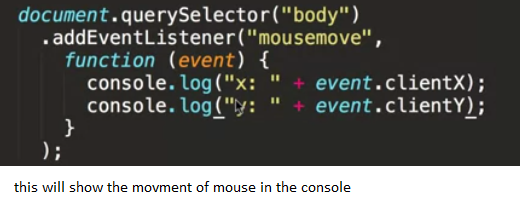 document.querySelector("body")
.addEventListener("mousemove",
function (event) {
console.log("x: " + event.clientX);
console.log("y: " + event.clientY);
}
);
this will show the movment of mouse in the console